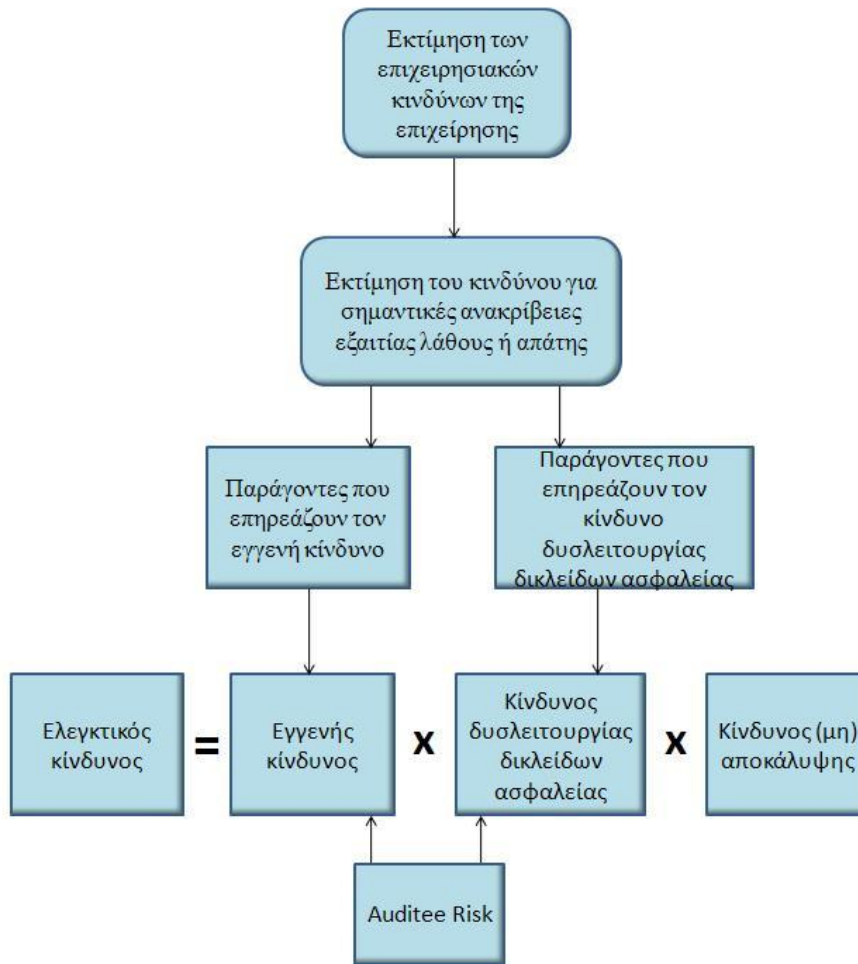 Εκτίμηση των
επιχειρησιακών
κινδύνων της
επιχείρησης
Εκτίμηση του κινδύνου για
σημαντικές ανακρίβειες
εξαιτίας λάθους ή απάτης
Παράγοντες που
επηρεάζουν τον
εγγενή κίνδυνο
Παράγοντες που
επηρεάζουν τον
κίνδυνο
δυσλειτουργίας
δικλείδων ασφαλείας
Ελεγκτικός
κίνδυνος
=
Εγγενής
κίνδυνος
x
Κίνδυνος
δυσλειτουργίας
δικλείδων
ασφαλείας
x
Κίνδυνος (μη)
αποκάλυψης
Auditee Risk